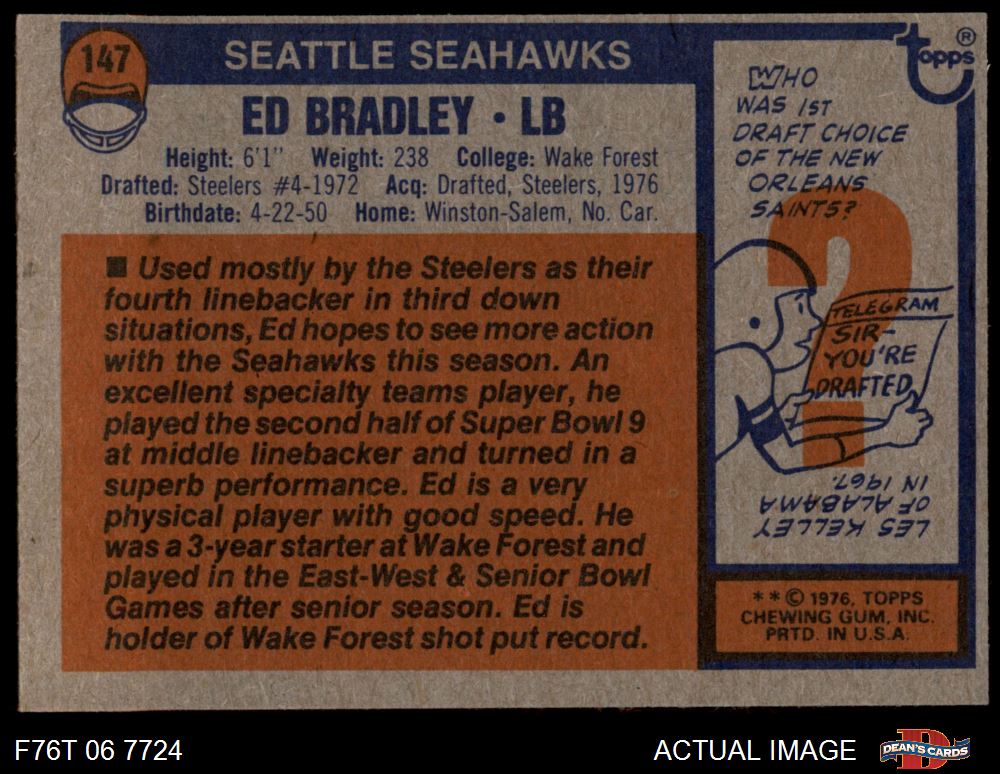 147
SEATTLE SEAHAWKS
ED BRADLEY • LB
Height: 6'1" Weight: 238 College: Wake Forest
Drafted: Steelers #4-1972 Acq: Drafted, Steelers, 1976
Birthdate: 4-22-50 Home: Winston-Salem, No. Car.
■ Used mostly by the Steelers as their
fourth linebacker in third down
situations, Ed hopes to see more action
with the Seahawks this season. An
excellent specialty teams player, he
played the second half of Super Bowl 9
at middle linebacker and turned in a
superb performance. Ed is a very
physical player with good speed. He
was a 3-year starter at Wake Forest and
played in the East-West & Senior Bowl
Games after senior season. Ed is
holder of Wake Forest shot put record.
topps ®
WHO
WAS 1ST
DRAFT CHOICE
OF THE NEW
ORLEANS
SAINTS?
?
TELEGRAM
SIR-
YOU'RE
DRAFTED
LES KELLEY
OF ALABAMA
IN 1967.
* * © 1976, TOPPS
CHEWING GUM, INC.
PRTD. IN U.S.A.
F76T 06 7724
ACTUAL IMAGE
D
DEAN'S CARDS